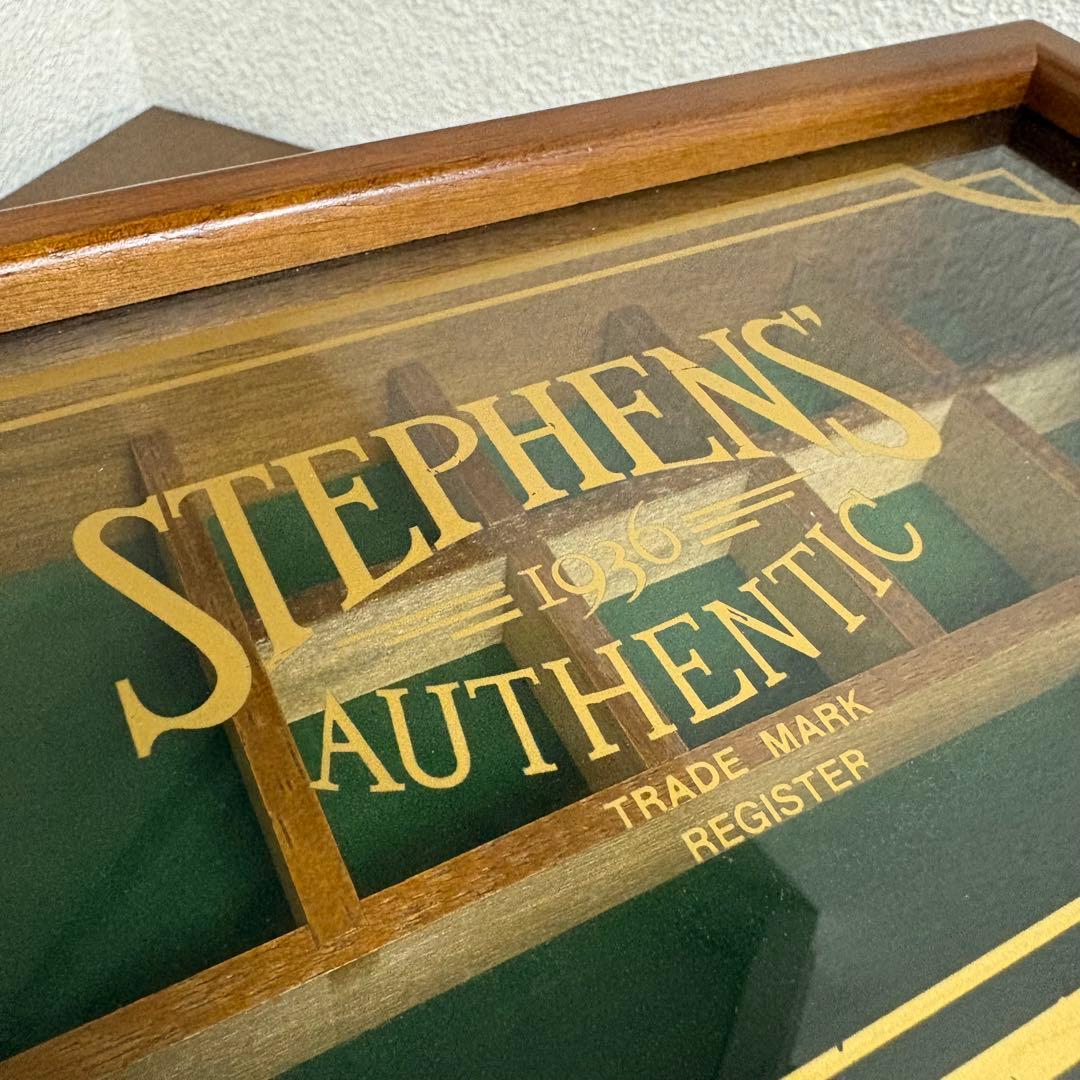 STEPHENS'
1936
AUTHENTIC
TRADE MARK
REGISTER